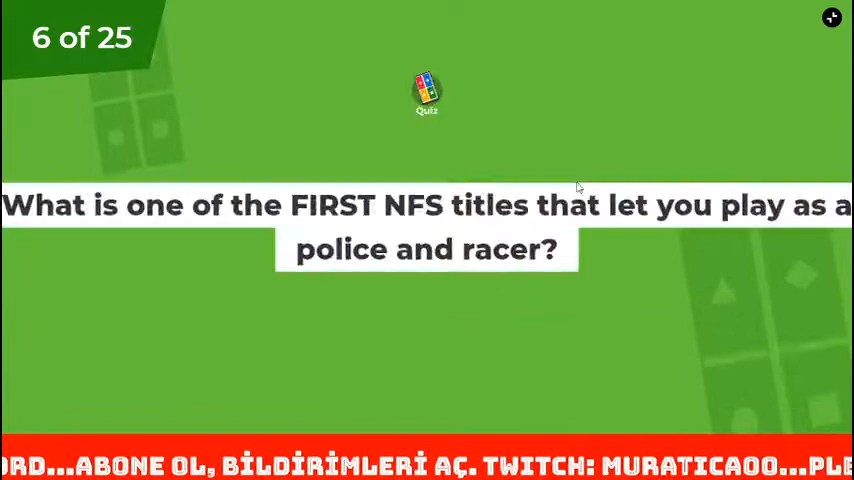 6 of 25
Quiz
What is one of the FIRST NFS titles that let you play as a
police and racer?
ORD...ABONE OL, BİLDİRİMLERİ AÇ. TWITCH: MURATICAOO...PLE